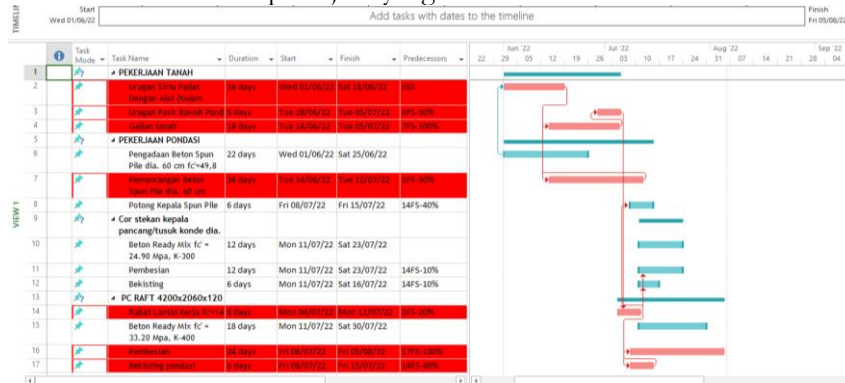 TIMELINE
Start
Wed 01/06/22
Add tasks with dates to the timeline
Finish
Fri 05/08/22
Task Mode Task Name Duration Start Finish Predecessors
Jun '22 Jul '22 Aug '22 Sep '22
22 29 05 12 19 26 03 10 17 24 31 07 14 21 28 04
VIEW 1
1 PEKERJAAN TANAH
2 Urugan Sirtu Padat 16 days Wed 01/06/22 Sat 18/06/22 6SS
Dengan Alat (Kolam
3 Urugan Pasir Bawah Pond 6 days Tue 28/06/22 Tue 05/07/22 4FS-30%
4 Galian tanah 18 days Tue 14/06/22 Tue 05/07/22 7FS-100%
5 PEKERJAAN PONDASI
6 Pengadaan Beton Spun 22 days Wed 01/06/22 Sat 25/06/22
Pile dia. 60 cm fc'=49,8
7 Pemancangan Beton 24 days Tue 14/06/22 Tue 12/07/22 2FS-30%
Spun Pile dia. 60 cm
8 Potong Kepala Spun Pile 6 days Fri 08/07/22 Fri 15/07/22 14FS-40%
9 Cor stekan kepala
pancang/tusuk konde dia.
10 Beton Ready Mix fc' = 12 days Mon 11/07/22 Sat 23/07/22
24.90 Mpa, K-300
11 Pembesian 12 days Mon 11/07/22 Sat 23/07/22 14FS-10%
12 Bekisting 6 days Mon 11/07/22 Sat 16/07/22 14FS-10%
13 PC RAFT 4200x2060x120
14 Rabat Lantai Kerja fc'=14 Mon 11/07/22 3FS-20%
15 Beton Ready Mix fc' = 18 days Mon 11/07/22 Sat 30/07/22
33.20 Mpa, K-400
16 Pembesian 24 days Fri 08/07/22 Fri 05/08/22 17FS-100%
17 Bekisting pondasi 6 days Fri 08/07/22 Fri 15/07/22 14FS-40%